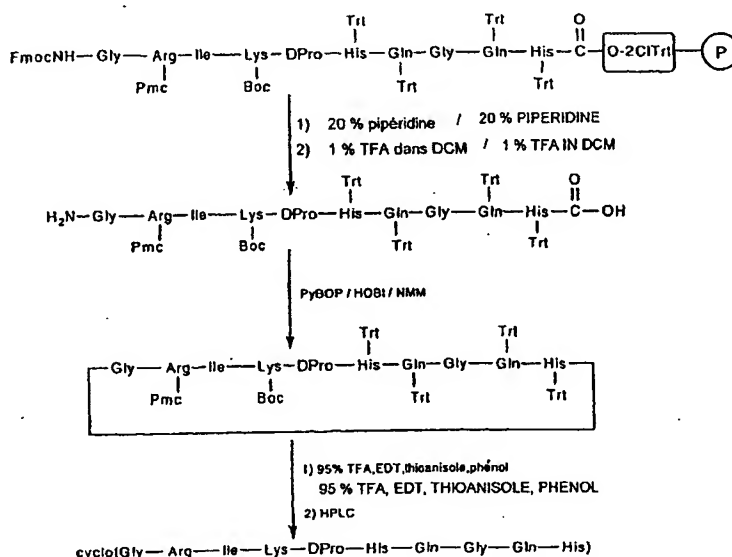 Trt Trt
FmocNH—Gly—Arg—Ile—Lys—DPro—His—Gln—Gly—Gln—His—C—O-2ClTrt—P
O
Pmc Boc Trt Trt
1) 20 % pipéridine / 20 % PIPERIDINE
2) 1 % TFA dans DCM / 1 % TFA IN DCM
Trt Trt O
H2N—Gly—Arg—Ile—Lys—DPro—His—Gln—Gly—Gln—His—C—OH
Pmc Boc Trt Trt
PyBOP / HOBt / NMM
Trt Trt
Gly—Arg—Ile—Lys—DPro—His—Gln—Gly—Gln—His
Pmc Boc Trt Trt
1) 95% TFA,EDT,thioanisole,phénol
95 % TFA, EDT, THIOANISOLE, PHENOL
2) HPLC
cyclo(Gly—Arg—Ile—Lys—DPro—His—Gln—Gly—Gln—His)